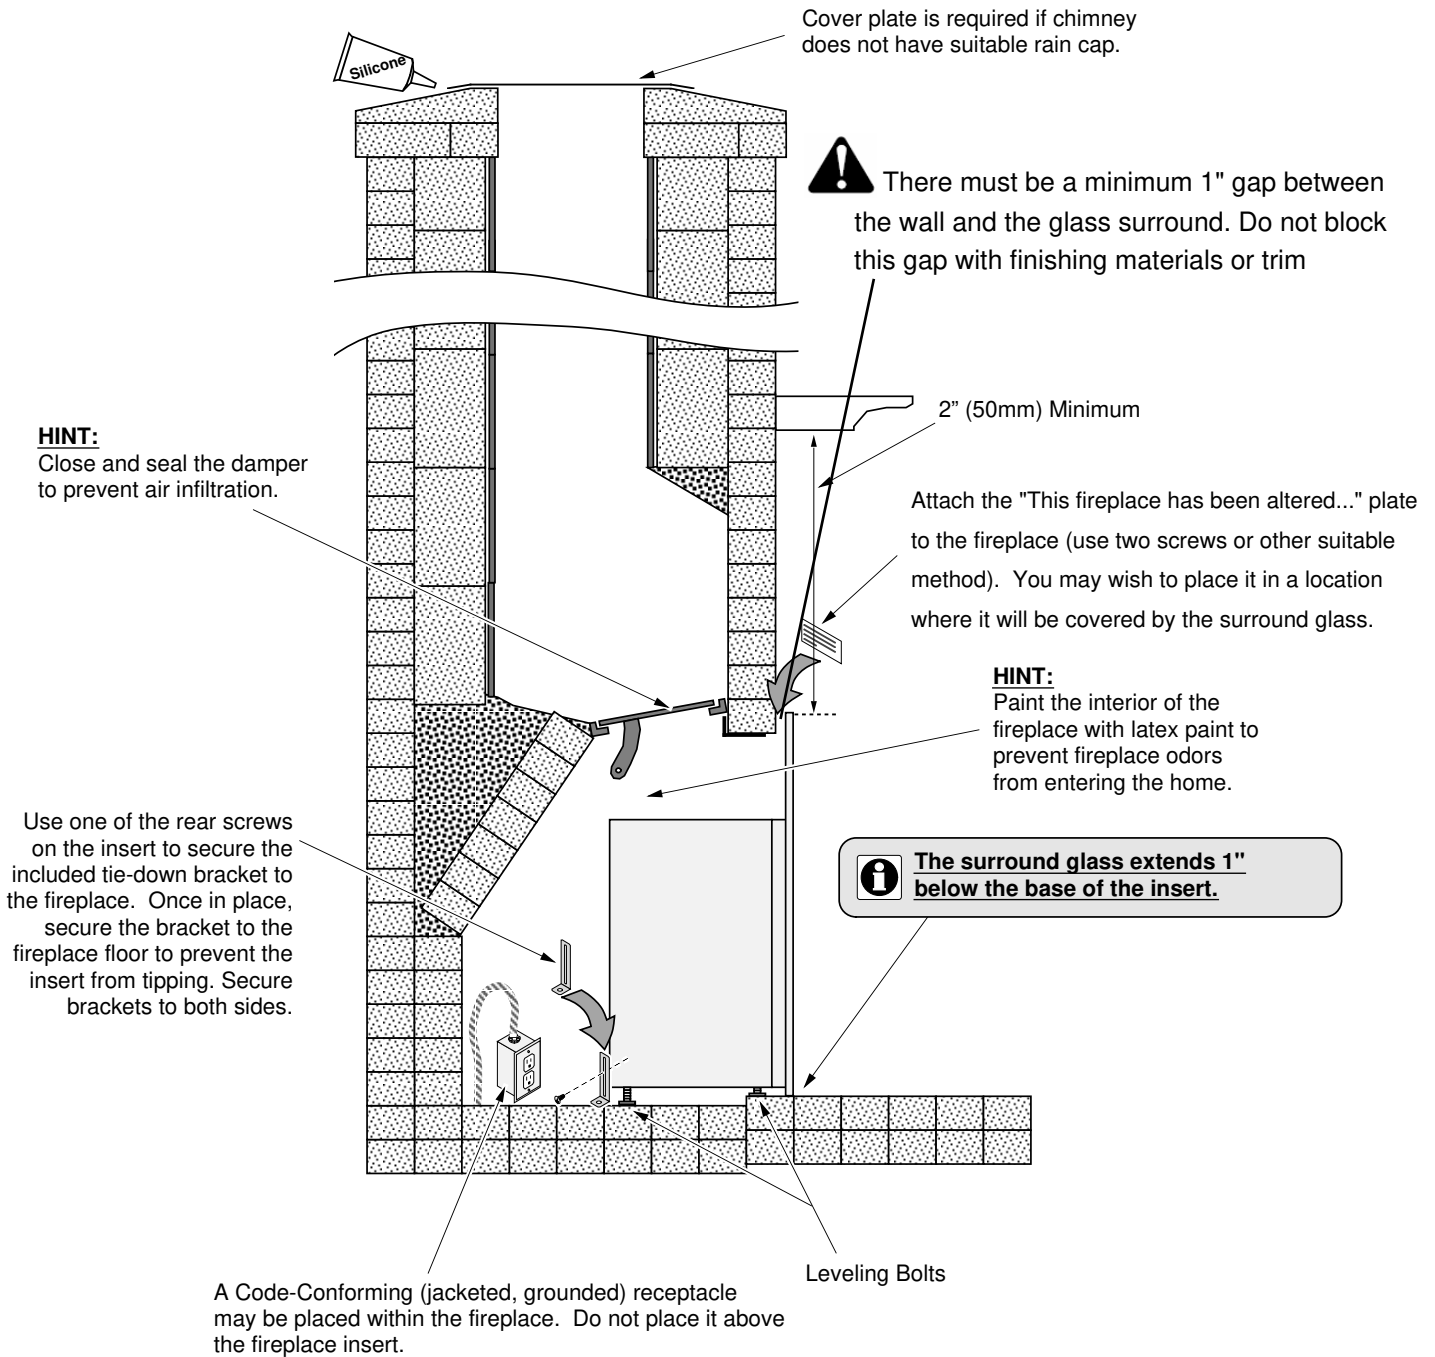 Cover plate is required if chimney
does not have suitable rain cap.
Silicone
There must be a minimum 1" gap between
the wall and the glass surround. Do not block
this gap with finishing materials or trim
2” (50mm) Minimum
HINT:
Close and seal the damper
to prevent air infiltration.
Attach the "This fireplace has been altered..." plate
to the fireplace (use two screws or other suitable
method).  You may wish to place it in a location
where it will be covered by the surround glass.
HINT:
Paint the interior of the
fireplace with latex paint to
prevent fireplace odors
from entering the home.
Use one of the rear screws
on the insert to secure the
included tie-down bracket to
the fireplace.  Once in place,
secure the bracket to the
fireplace floor to prevent the
insert from tipping. Secure
brackets to both sides.
The surround glass extends 1"
below the base of the insert.
Leveling Bolts
A Code-Conforming (jacketed, grounded) receptacle
may be placed within the fireplace.  Do not place it above
the fireplace insert.